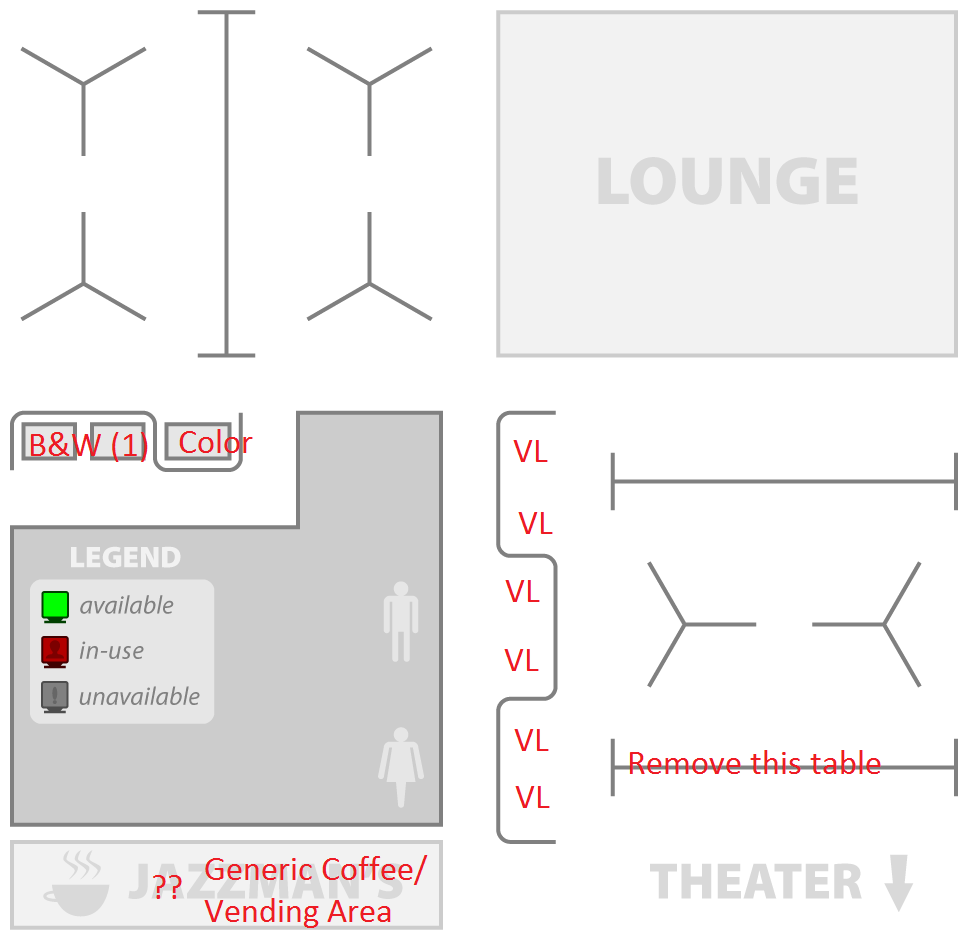 LOUNGE
B&W (1)
Color
VL
VL
LEGEND
available
in-use
unavailable
VL
VL
VL
VL
Remove this table
JAZZMAN'S
??
Generic Coffee/
Vending Area
THEATER